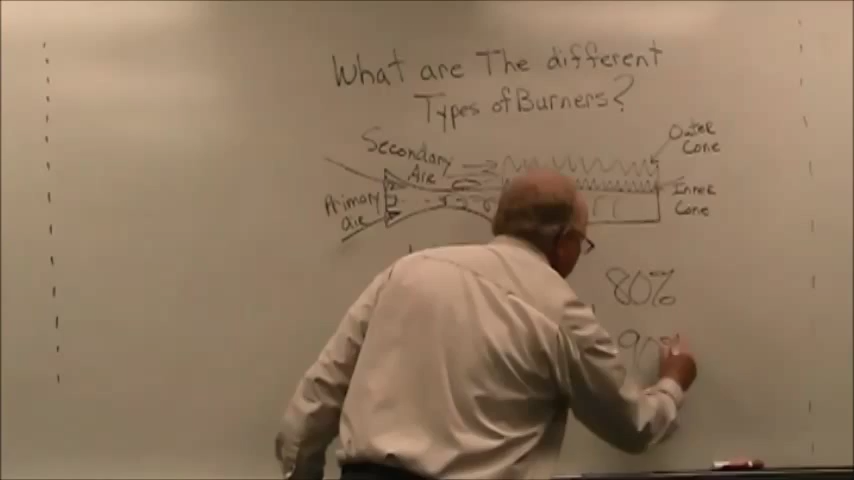 What are The different
Types of Burners?
Secondary
Air
Primary
air
Outer
Cone
Inner
Cone
80%
90%